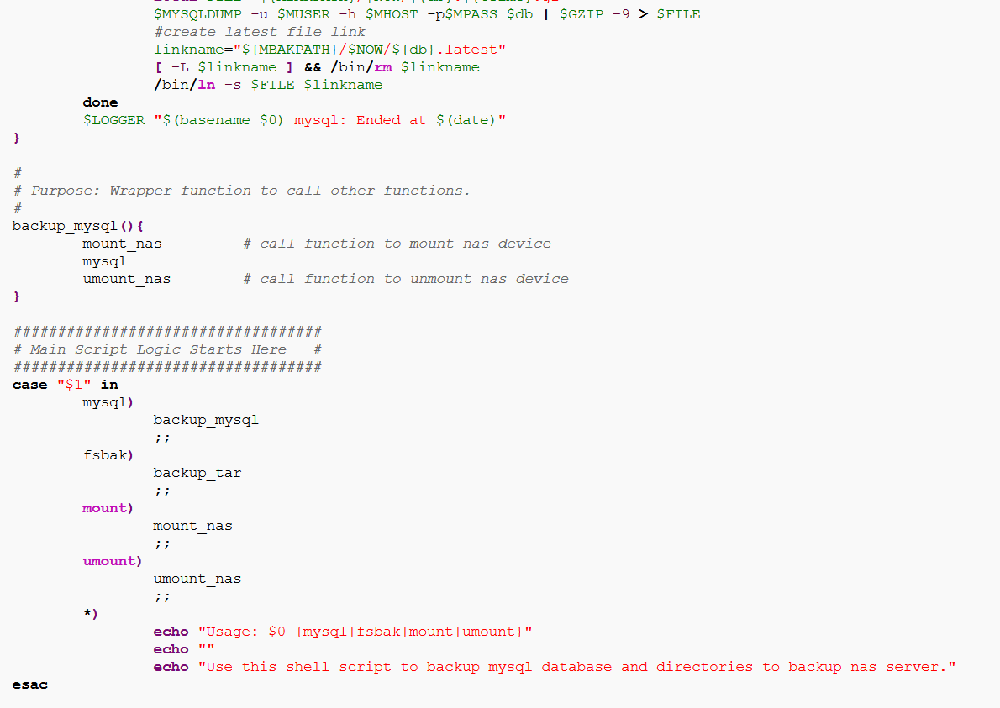 $MYSQLDUMP -u $MUSER -h $MHOST -p$MPASS $db | $GZIP -9 > $FILE
#create latest file link
linkname="${MBAKPATH}/$NOW/${db}.latest"
[ -L $linkname ] && /bin/rm $linkname
/bin/ln -s $FILE $linkname
done
$LOGGER "$(basename $0) mysql: Ended at $(date)"
}
#
# Purpose: Wrapper function to call other functions.
#
backup_mysql(){
mount_nas # call function to mount nas device
mysql
umount_nas # call function to unmount nas device
}
###################################
# Main Script Logic Starts Here #
###################################
case "$1" in
mysql)
backup_mysql
;;
fsbak)
backup_tar
;;
mount)
mount_nas
;;
umount)
umount_nas
;;
*)
echo "Usage: $0 {mysql|fsbak|mount|umount}"
echo ""
echo "Use this shell script to backup mysql database and directories to backup nas server."
esac